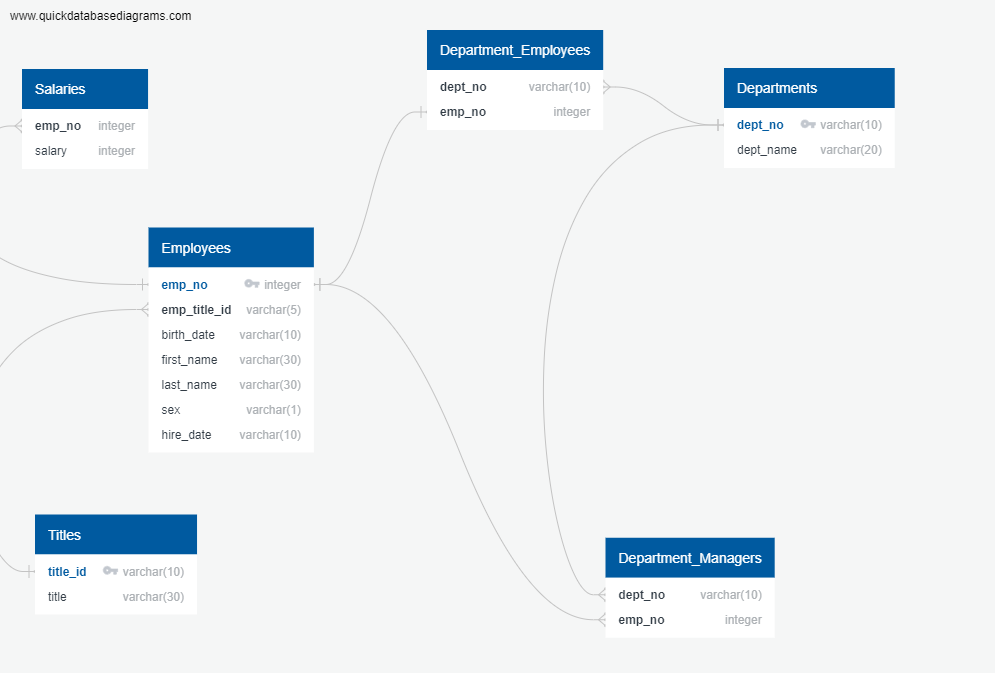 www.quickdatabasediagrams.com
Department_Employees
dept_no varchar(10)
emp_no integer
Departments
dept_no varchar(10)
dept_name varchar(20)
Salaries
emp_no integer
salary integer
Employees
emp_no integer
emp_title_id varchar(5)
birth_date varchar(10)
first_name varchar(30)
last_name varchar(30)
sex varchar(1)
hire_date varchar(10)
Titles
title_id varchar(10)
title varchar(30)
Department_Managers
dept_no varchar(10)
emp_no integer